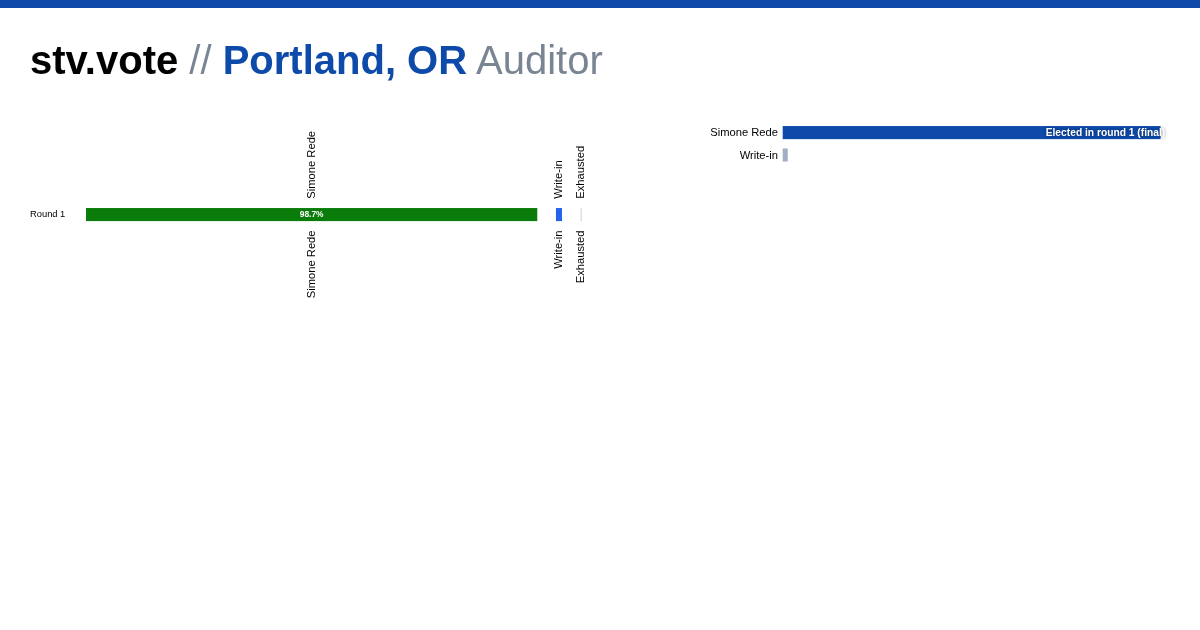 stv.vote // Portland, OR Auditor
Simone Rede
Write-in
Exhausted
Round 1
98.7%
Simone Rede
Write-in
Exhausted
Simone Rede
Elected in round 1 (final)
Write-in